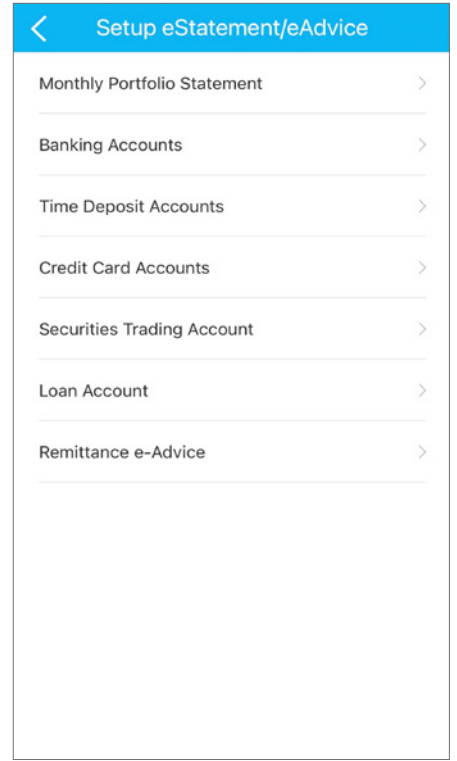 Setup eStatement/eAdvice
Monthly Portfolio Statement
Banking Accounts
Time Deposit Accounts
Credit Card Accounts
Securities Trading Account
Loan Account
Remittance e-Advice